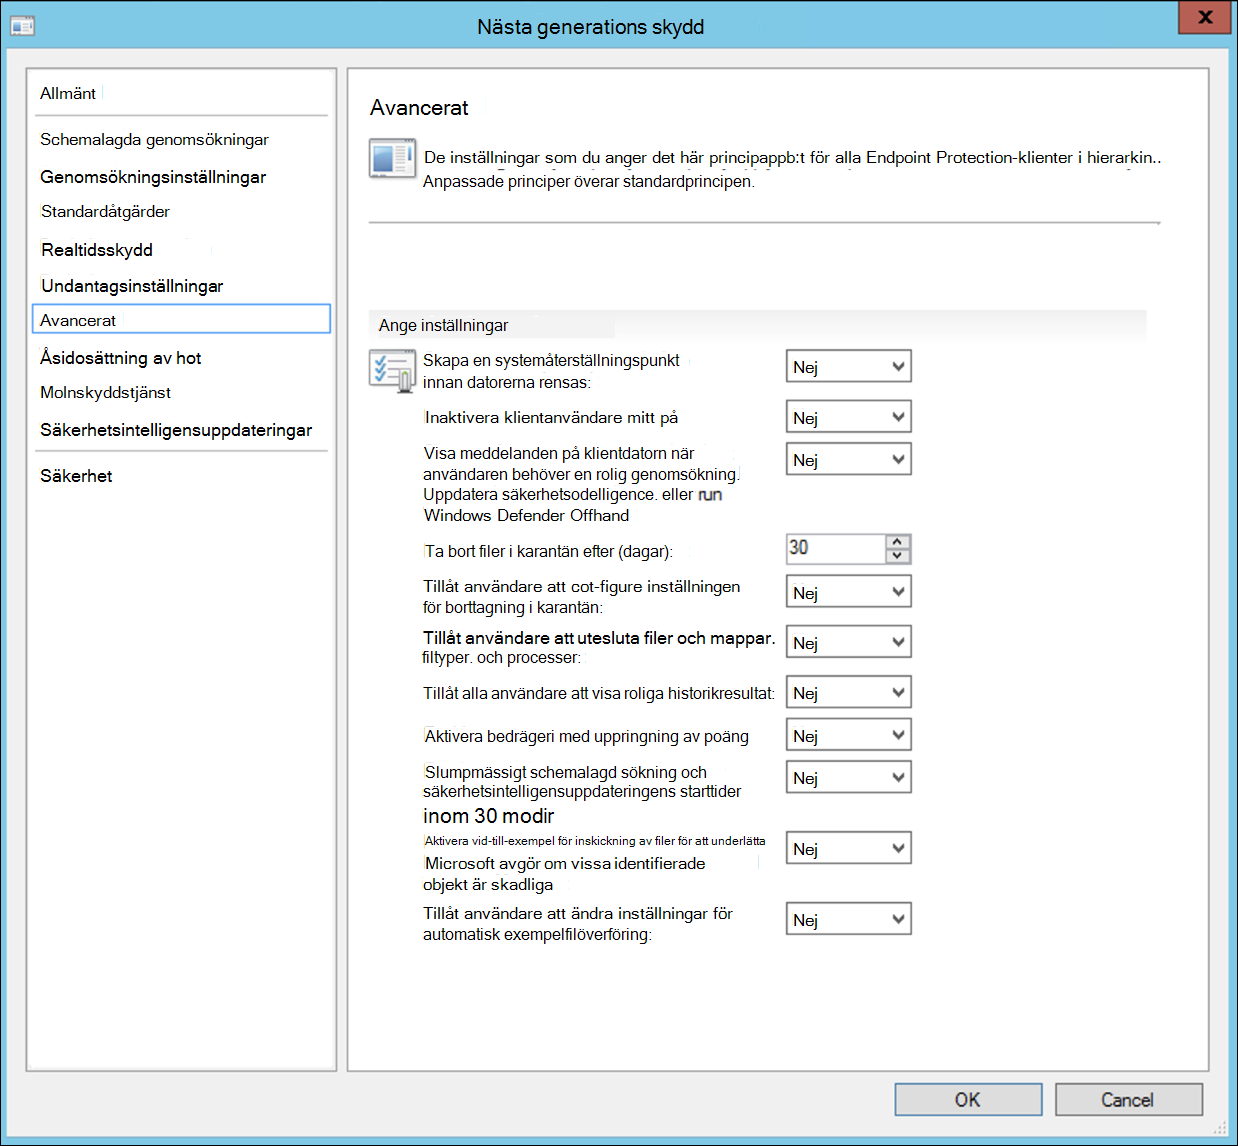 Nästa generations skydd
x
Allmänt
Schemalagda genomsökningar
Genomsökningsinställningar
Standardåtgärder
Realtidsskydd
Undantagsinställningar
Avancerat
Åsidosättning av hot
Molnskyddstjänst
Säkerhetsintelligensuppdateringar
Säkerhet
Avancerat
De inställningar som du anger det här principappb:t för alla Endpoint Protection-klienter i hierarkin..
Anpassade principer överar standardprincipen.
Ange inställningar
Skapa en systemåterställningspunkt
innan datorerna rensas:
Nej
Inaktivera klientanvändare mitt på
Nej
Visa meddelanden på klientdatorn när
användaren behöver en rolig genomsökning.
Uppdatera säkerhetsodelligence. eller run
Windows Defender Offhand
Nej
Ta bort filer i karantän efter (dagar):
30
Tillåt användare att cot-figure inställningen
för borttagning i karantän:
Nej
Tillåt användare att utesluta filer och mappar.
filtyper. och processer:
Nej
Tillåt alla användare att visa roliga historikresultat:
Nej
Aktivera bedrägeri med uppringning av poäng
Nej
Slumpmässigt schemalagd sökning och
säkerhetsintelligensuppdateringens starttider
inom 30 modir
Nej
Aktivera vid-till-exempel för inskickning av filer för att underlätta
Microsoft avgör om vissa identifierade
objekt är skadliga
Nej
Tillåt användare att ändra inställningar för
automatisk exempelfilöverföring:
Nej
OK
Cancel